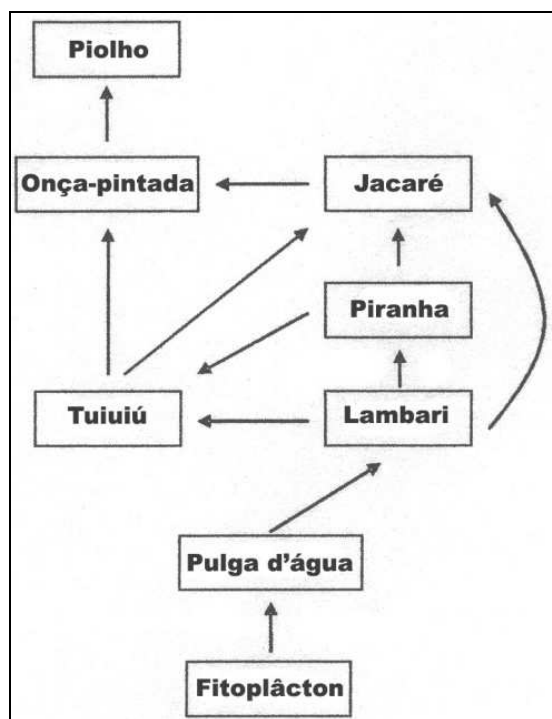 Piolho
Onça-pintada
Jacaré
Piranha
Tuiuiú
Lambari
Pulga d'água
Fitoplâcton